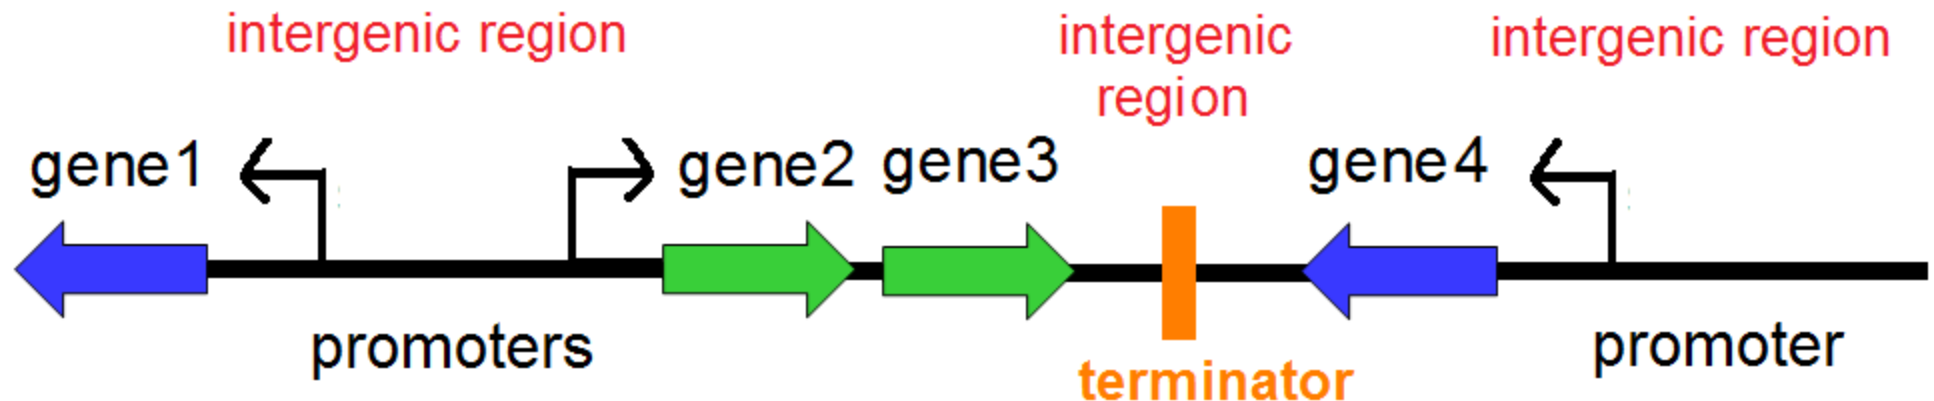 intergenic region
intergenic
region
intergenic region
gene1
gene2
gene3
gene4
promoters
terminator
promoter